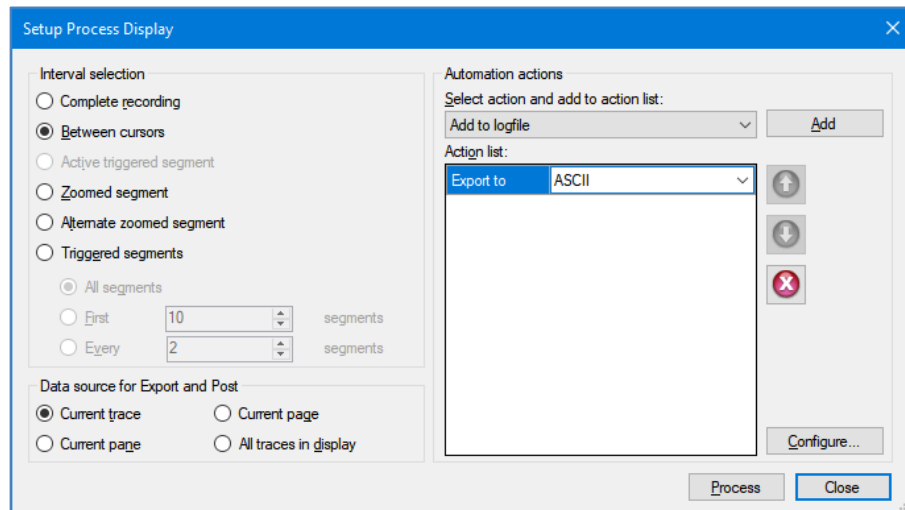 Setup Process Display
Interval selection
Complete recording
Between cursors
Active triggered segment
Zoomed segment
Alternate zoomed segment
Triggered segments
All segments
First 10 segments
Every 2 segments
Data source for Export and Post
Current trace Current page
Current pane All traces in display
Automation actions
Select action and add to action list:
Add to logfile Add
Action list:
Export to ASCII
Configure...
Process Close